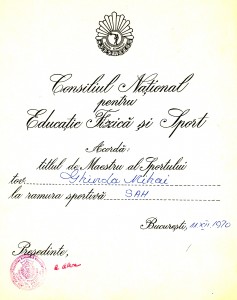 Consiliul Național
pentru
Educație Fizică și Sport
Acordă:
titlul de Maestru al Sportului
tov. Ghindă Mihai
la ramura sportivă ȘAH
București, 11.XII.1970
Președinte,